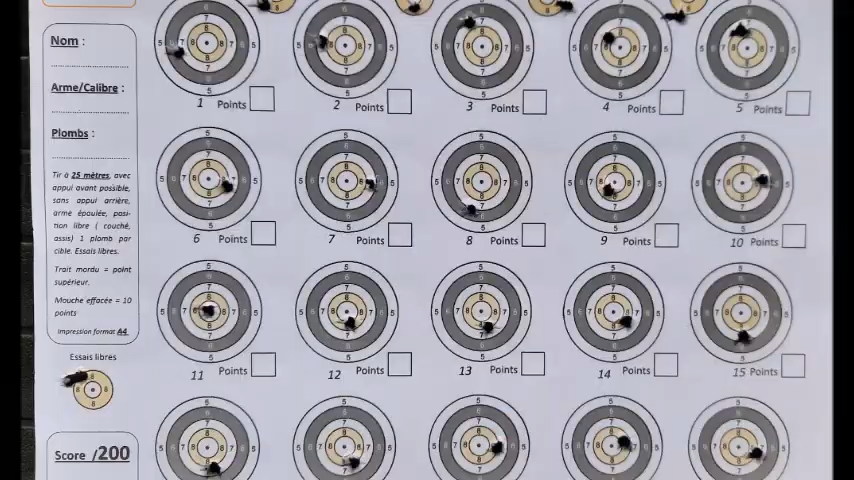 Nom :
Arme/Calibre :
Plombs :
Tir à 25 mètres, avec
appui avant possible,
sans appui arrière,
arme épaulée, posi-
tion libre ( couché,
assis) 1 plomb par
cible. Essais libres.
Trait mordu = point
supérieur.
Mouche effacée = 10
points
Impression format A4
Essais libres
Score /200
1 Points
2 Points
3 Points
4 Points
5 Points
6 Points
7 Points
8 Points
9 Points
10 Points
11 Points
12 Points
13 Points
14 Points
15 Points